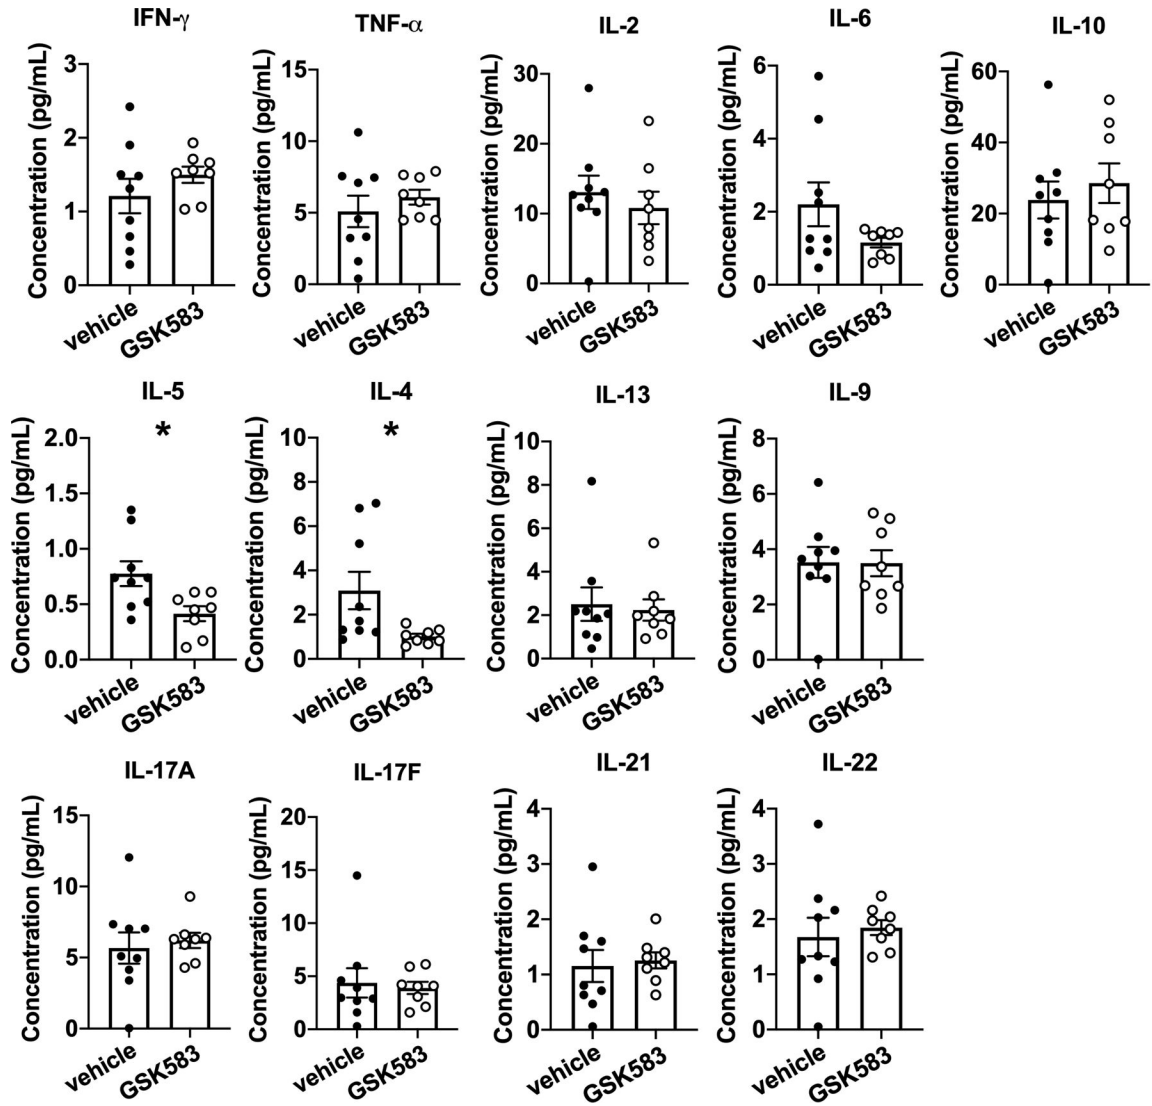 IFN-γ
Concentration (pg/mL)
3
2
1
0
vehicle
GSK583
TNF-α
Concentration (pg/mL)
15
10
5
0
vehicle
GSK583
IL-2
Concentration (pg/mL)
30
20
10
0
vehicle
GSK583
IL-6
Concentration (pg/mL)
6
4
2
0
vehicle
GSK583
IL-10
Concentration (pg/mL)
60
40
20
0
vehicle
GSK583
IL-5
Concentration (pg/mL)
2.0
1.5
1.0
0.5
0.0
*
vehicle
GSK583
IL-4
Concentration (pg/mL)
10
8
6
4
2
0
*
vehicle
GSK583
IL-13
Concentration (pg/mL)
10
8
6
4
2
0
vehicle
GSK583
IL-9
Concentration (pg/mL)
8
6
4
2
0
vehicle
GSK583
IL-17A
Concentration (pg/mL)
15
10
5
0
vehicle
GSK583
IL-17F
Concentration (pg/mL)
20
15
10
5
0
vehicle
GSK583
IL-21
Concentration (pg/mL)
4
3
2
1
0
vehicle
GSK583
IL-22
Concentration (pg/mL)
4
3
2
1
0
vehicle
GSK583